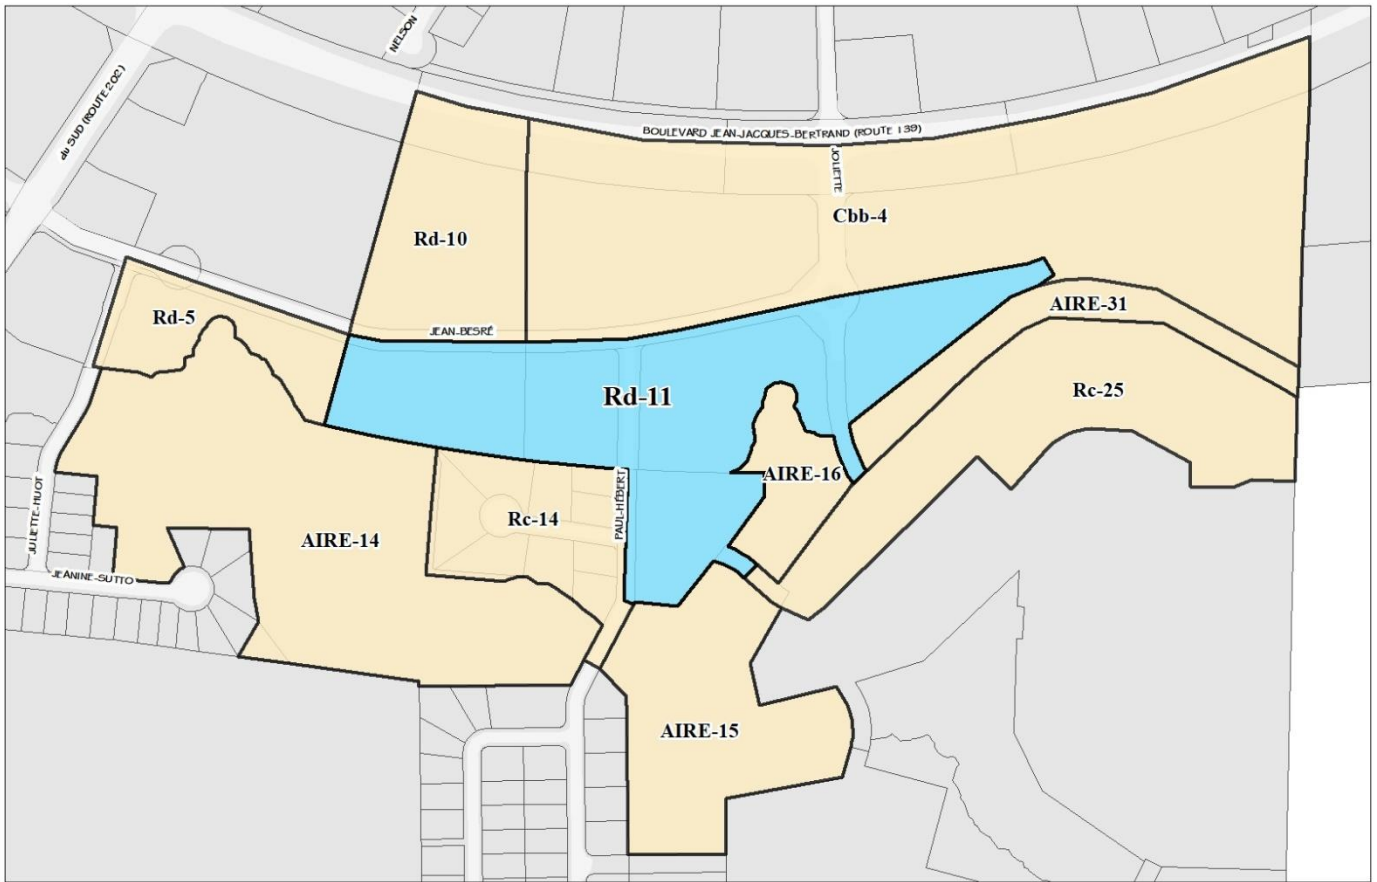 NELSON
du SUD (ROUTE 202)
BOULEVARD JEAN-JACQUES-BERTRAND (ROUTE 139)
JOLIETTE
Cbb-4
Rd-10
AIRE-31
Rd-5
JEAN-BESRÉ
Rd-11
Rc-25
AIRE-16
PAUL-HÉBERT
Rc-14
JULIETTE-HUOT
AIRE-14
JEANINE-SUTTO
AIRE-15